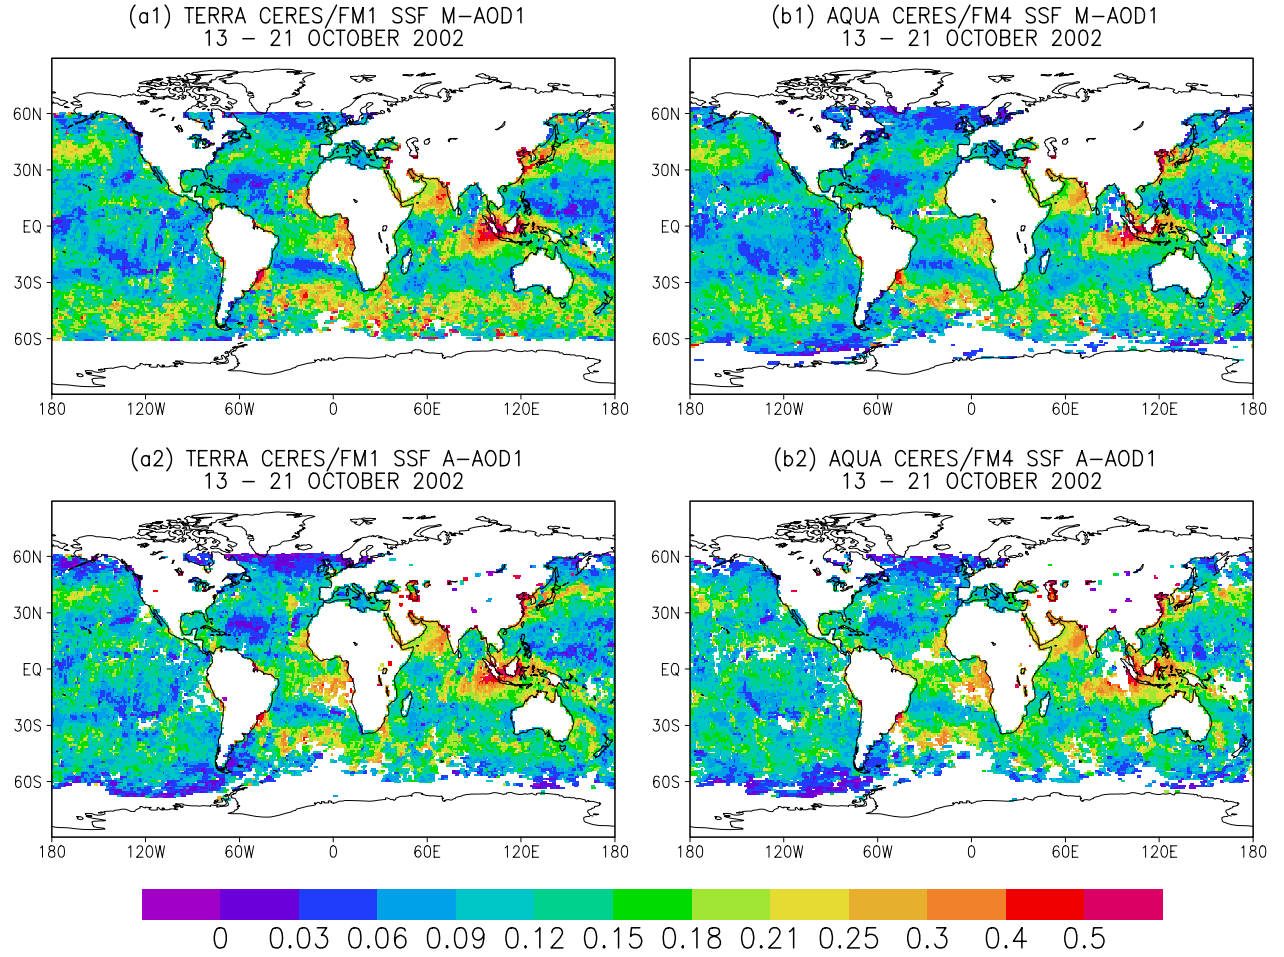 (a1) TERRA CERES/FM1 SSF M-AOD1
13 - 21 OCTOBER 2002
60N
30N
EQ
30S
60S
180 120W 60W 0 60E 120E 180
(b1) AQUA CERES/FM4 SSF M-AOD1
13 - 21 OCTOBER 2002
60N
30N
EQ
30S
60S
180 120W 60W 0 60E 120E 180
(a2) TERRA CERES/FM1 SSF A-AOD1
13 - 21 OCTOBER 2002
60N
30N
EQ
30S
60S
180 120W 60W 0 60E 120E 180
(b2) AQUA CERES/FM4 SSF A-AOD1
13 - 21 OCTOBER 2002
60N
30N
EQ
30S
60S
180 120W 60W 0 60E 120E 180
0 0.03 0.06 0.09 0.12 0.15 0.18 0.21 0.25 0.3 0.4 0.5